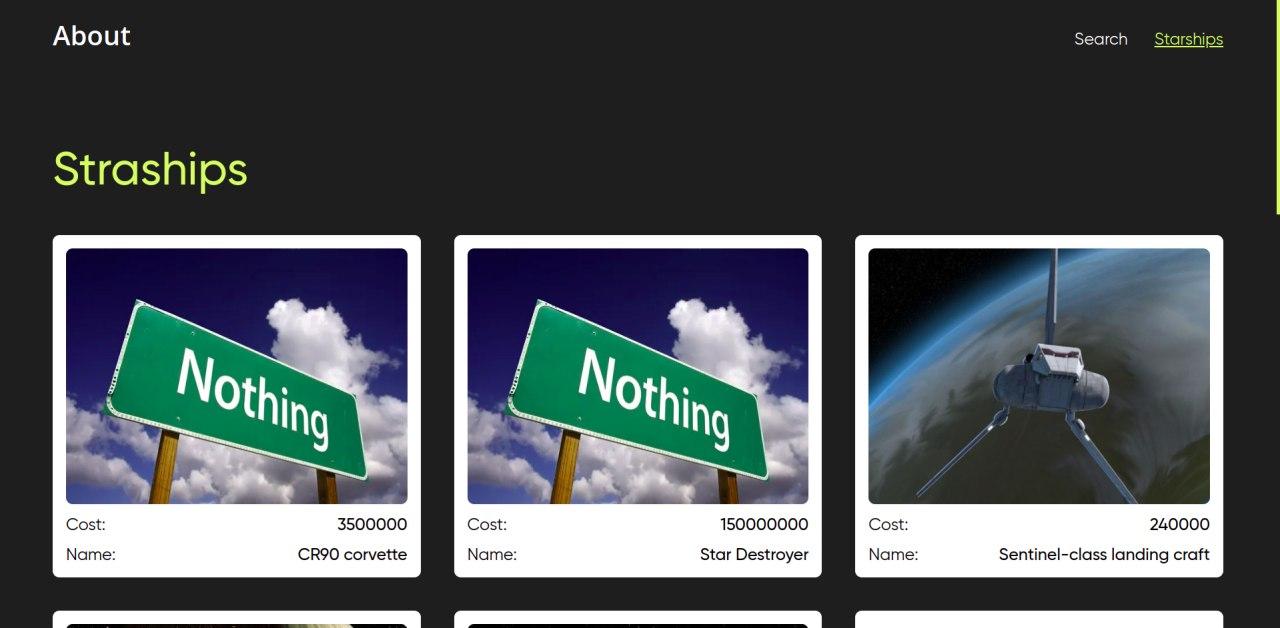 About
Search Starships
Straships
Nothing
Nothing
Cost: 3500000
Name: CR90 corvette
Cost: 150000000
Name: Star Destroyer
Cost: 240000
Name: Sentinel-class landing craft